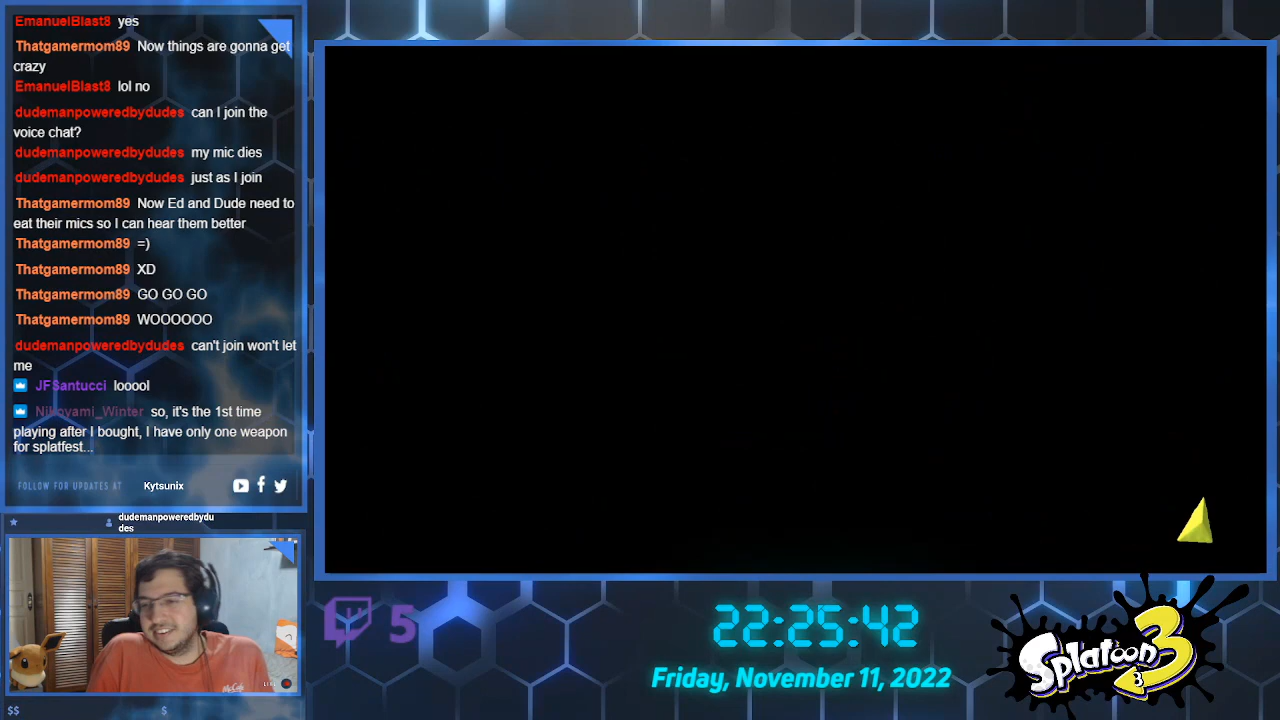 EmanuelBlast8 yes
Thatgamermom89 Now things are gonna get
crazy
EmanuelBlast8 lol no
dudemanpoweredbydudes can I join the
voice chat?
dudemanpoweredbydudes my mic dies
dudemanpoweredbydudes just as I join
Thatgamermom89 Now Ed and Dude need to
eat their mics so I can hear them better
Thatgamermom89 =)
Thatgamermom89 XD
Thatgamermom89 GO GO GO
Thatgamermom89 WOOOOOO
dudemanpoweredbydudes can't join won't let
me
JFSantucci looool
Nikoyami_Winter so, it's the 1st time
playing after I bought, I have only one weapon
for splatfest...
FOLLOW FOR UPDATES AT Kytsunix
dudemanpoweredbydu
des
$$ $
5
22:25:42
Friday, November 11, 2022
Splatoon 3